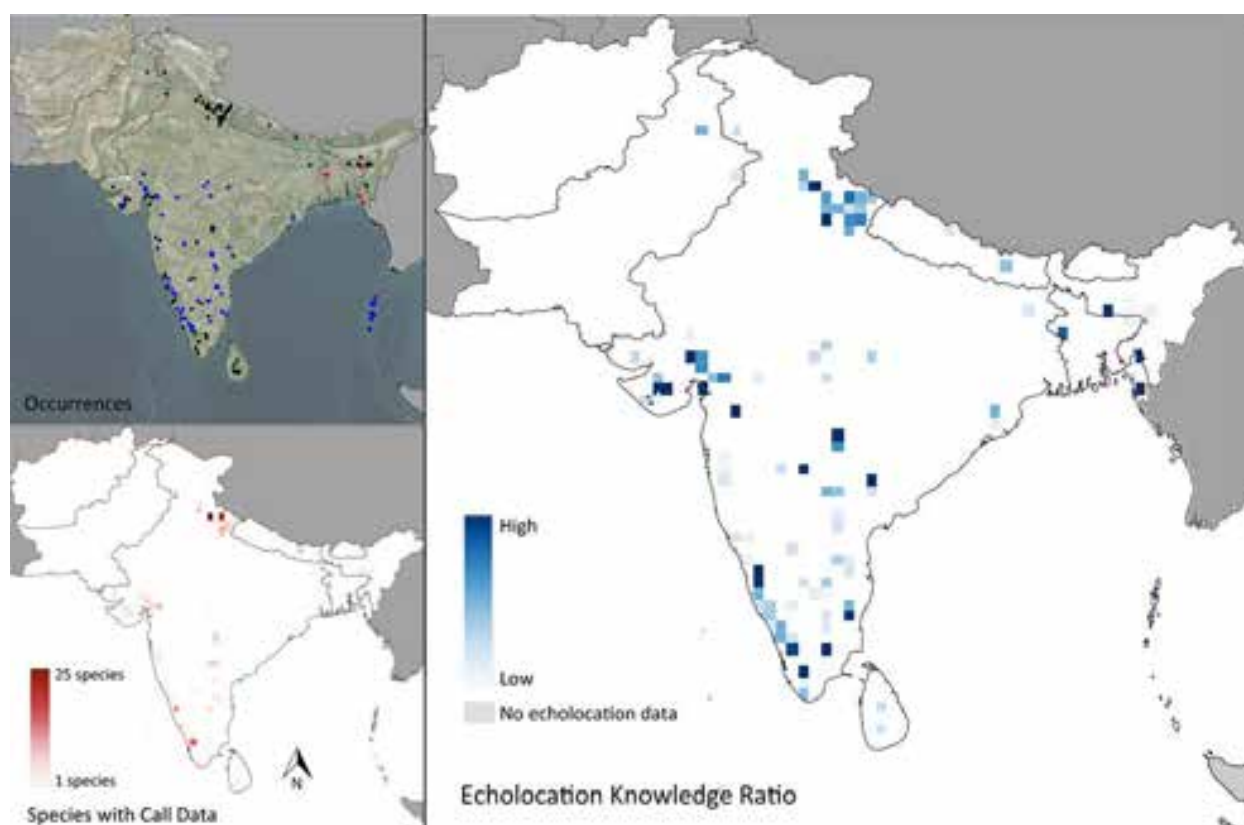 Occurrences
25 species
1 species
N
Species with Call Data
High
Low
No echolocation data
Echolocation Knowledge Ratio